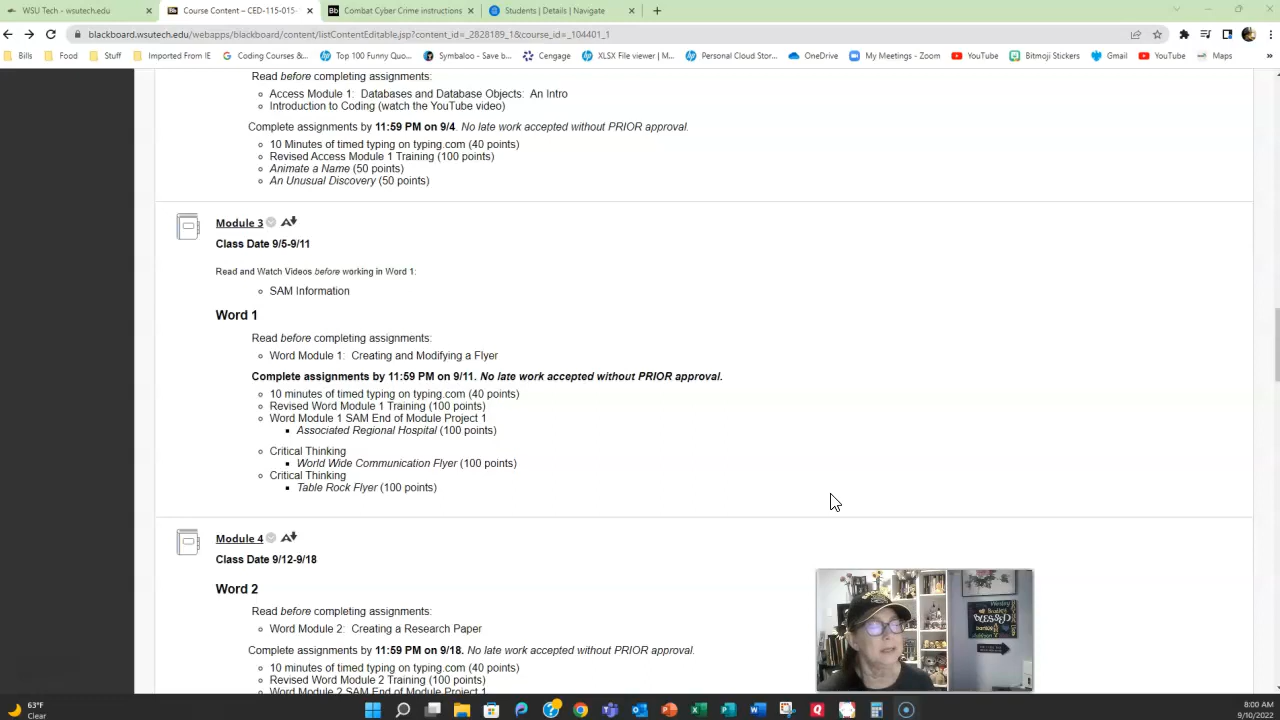 WSU Tech - wsutech.edu
Course Content – CED-115-015-
Bb
Combat Cyber Crime instructions
Students | Details | Navigate
blackboard.wsutech.edu/webapps/blackboard/content/listContentEditable.jsp?content_id=_2828189_1&course_id=_104401_1
Bills
Food
Stuff
Imported From IE
Coding Courses &...
Top 100 Funny Quo...
Symbaloo - Save b...
Cengage
XLSX File viewer | M...
Personal Cloud Stor...
OneDrive
My Meetings - Zoom
YouTube
Bitmoji Stickers
Gmail
YouTube
Maps
»
Read before completing assignments:
Access Module 1: Databases and Database Objects: An Intro
Introduction to Coding (watch the YouTube video)
Complete assignments by 11:59 PM on 9/4. No late work accepted without PRIOR approval.
10 Minutes of timed typing on typing.com (40 points)
Revised Access Module 1 Training (100 points)
Animate a Name (50 points)
An Unusual Discovery (50 points)
Module 3
Class Date 9/5-9/11
Read and Watch Videos before working in Word 1:
SAM Information
Word 1
Read before completing assignments:
Word Module 1: Creating and Modifying a Flyer
Complete assignments by 11:59 PM on 9/11. No late work accepted without PRIOR approval.
10 minutes of timed typing on typing.com (40 points)
Revised Word Module 1 Training (100 points)
Word Module 1 SAM End of Module Project 1
Associated Regional Hospital (100 points)
Critical Thinking
World Wide Communication Flyer (100 points)
Critical Thinking
Table Rock Flyer (100 points)
Module 4
Class Date 9/12-9/18
Word 2
Read before completing assignments:
Word Module 2: Creating a Research Paper
Complete assignments by 11:59 PM on 9/18. No late work accepted without PRIOR approval.
10 minutes of timed typing on typing.com (40 points)
Revised Word Module 2 Training (100 points)
Word Module 2 SAM End of Module Project 1
BLESSED
63°F
Clear
8:00 AM
9/10/2022